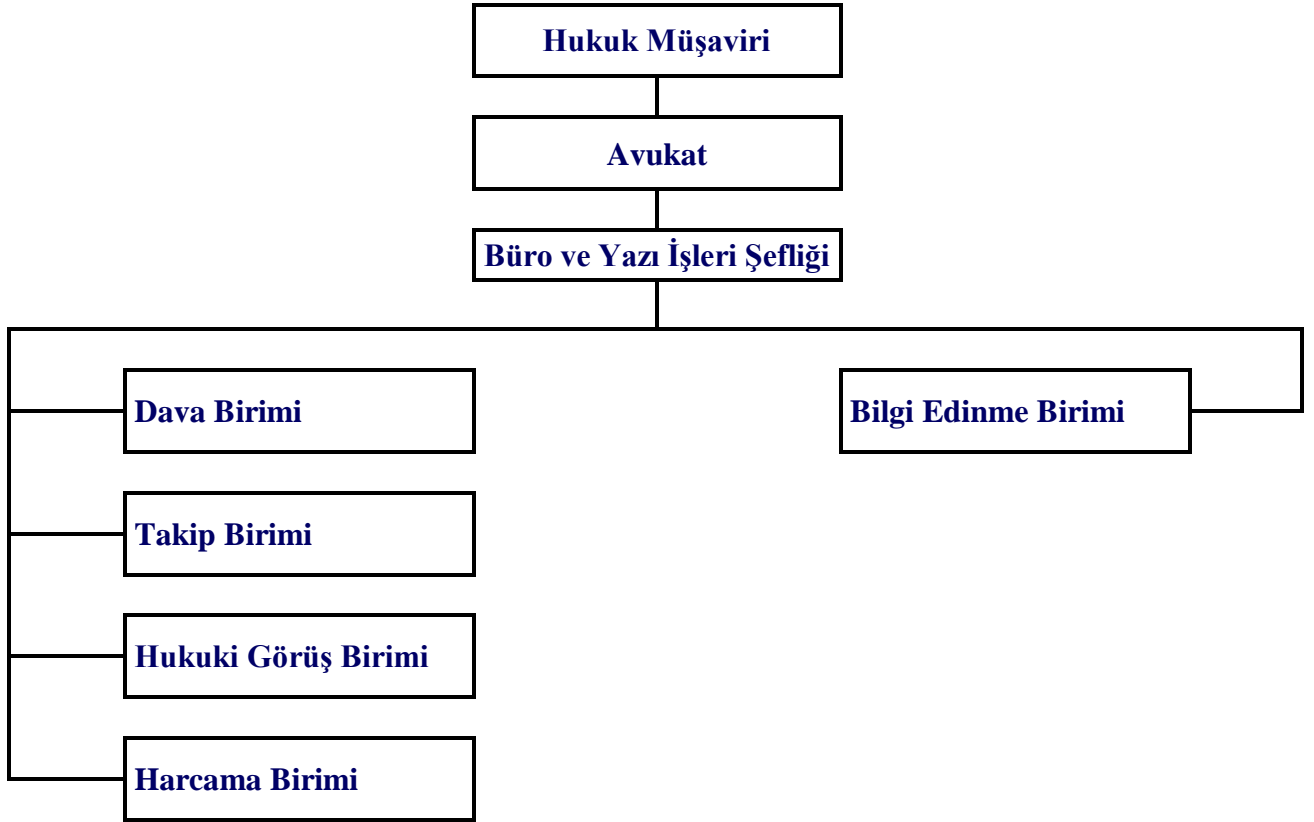 Hukuk Müşaviri
Avukat
Büro ve Yazı İşleri Şefliği
Dava Birimi
Bilgi Edinme Birimi
Takip Birimi
Hukuki Görüş Birimi
Harcama Birimi